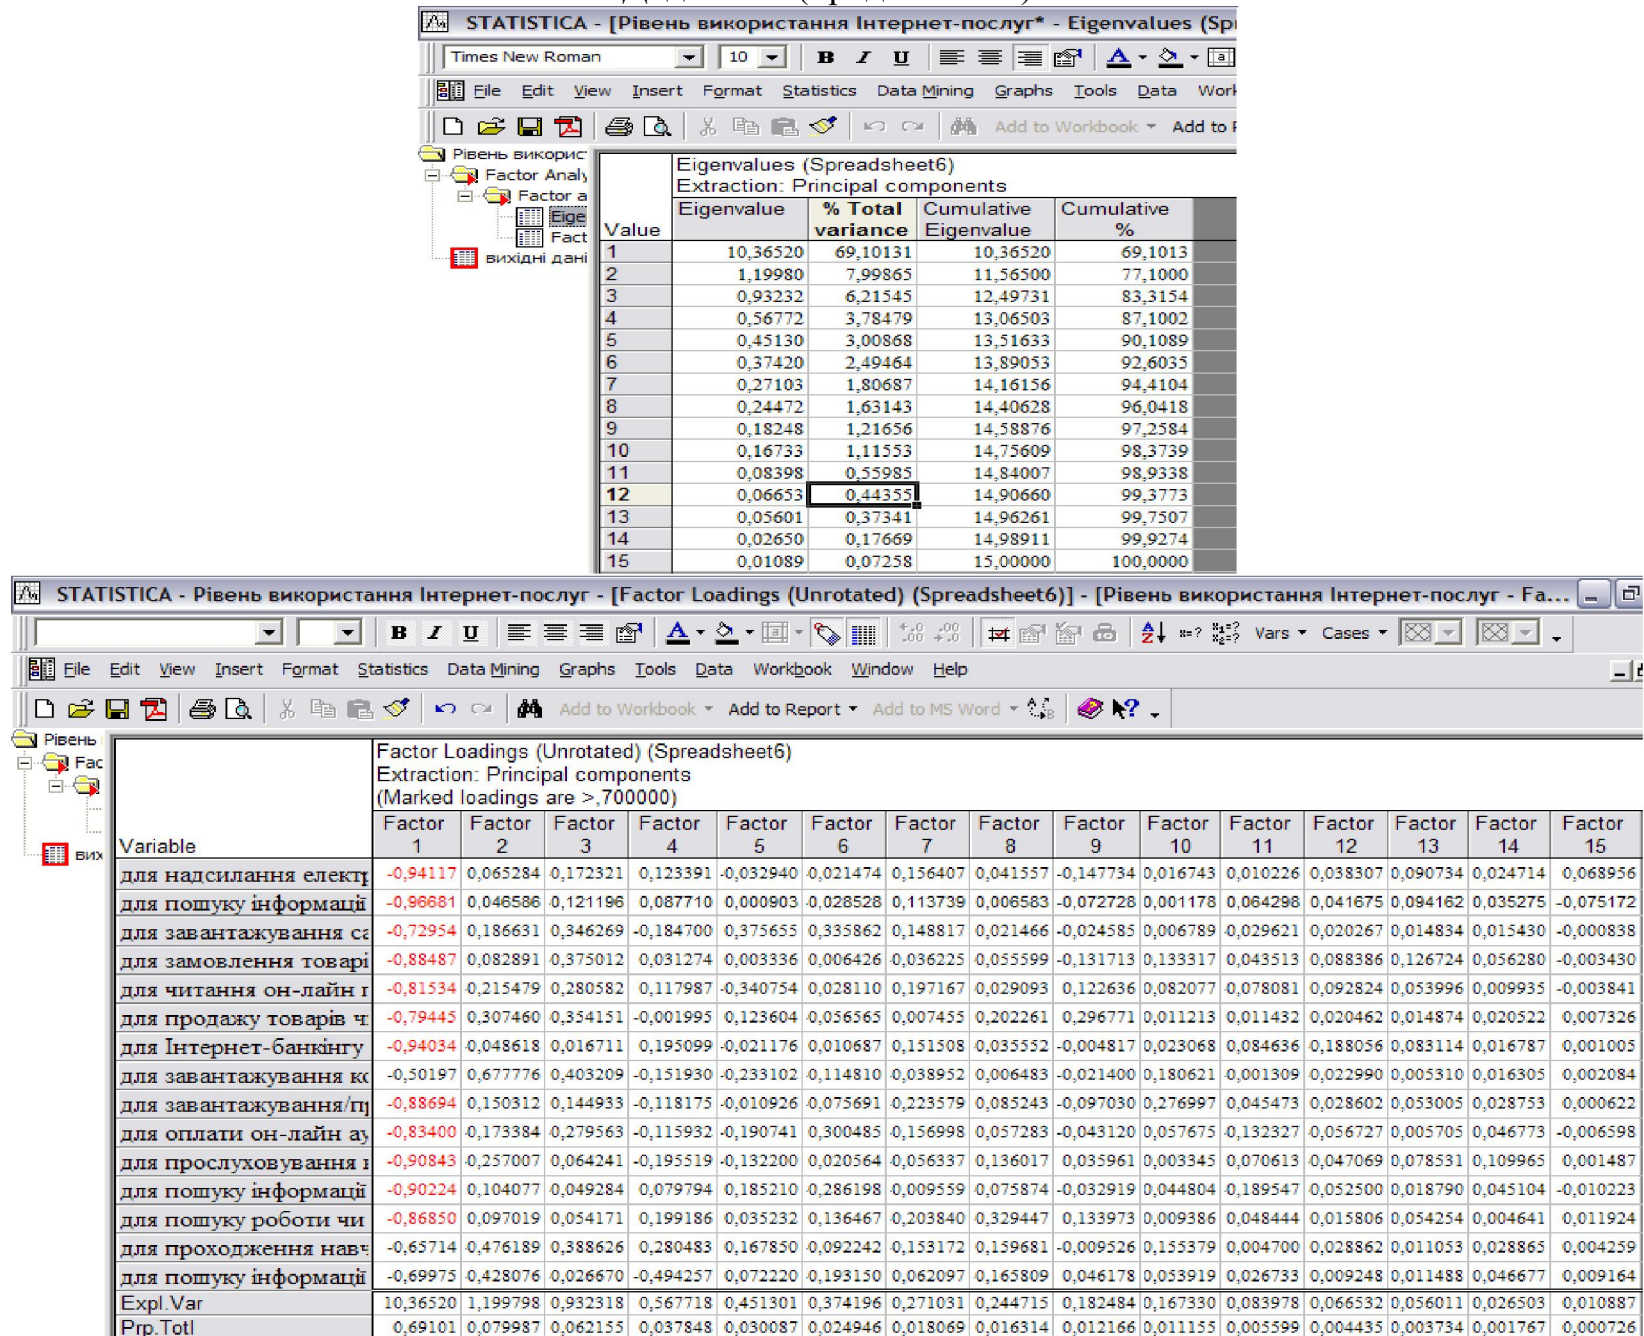 STATISTICA - [Рівень використання Інтернет-послуг* - Eigenvalues (Spr
Times New Roman 10 B I U
File Edit View Insert Format Statistics Data Mining Graphs Tools Data Work
Add to Workbook Add to R
Рівень викорис
Factor Analy
Factor a
Eige
Fact
вихідні дані
Eigenvalues (Spreadsheet6)
Extraction: Principal components
Value Eigenvalue % Total variance Cumulative Eigenvalue Cumulative %
1 10,36520 69,10131 10,36520 69,1013
2 1,19980 7,99865 11,56500 77,1000
3 0,93232 6,21545 12,49731 83,3154
4 0,56772 3,78479 13,06503 87,1002
5 0,45130 3,00868 13,51633 90,1089
6 0,37420 2,49464 13,89053 92,6035
7 0,27103 1,80687 14,16156 94,4104
8 0,24472 1,63143 14,40628 96,0418
9 0,18248 1,21656 14,58876 97,2584
10 0,16733 1,11553 14,75609 98,3739
11 0,08398 0,55985 14,84007 98,9338
12 0,06653 0,44355 14,90660 99,3773
13 0,05601 0,37341 14,96261 99,7507
14 0,02650 0,17669 14,98911 99,9274
15 0,01089 0,07258 15,00000 100,0000
STATISTICA - Рівень використання Інтернет-послуг - [Factor Loadings (Unrotated) (Spreadsheet6)] - [Рівень використання Інтернет-послуг - Fa...
B I U Vars Cases
File Edit View Insert Format Statistics Data Mining Graphs Tools Data Workbook Window Help
Add to Workbook Add to Report Add to MS Word
Рівень
Fac
вих
Factor Loadings (Unrotated) (Spreadsheet6)
Extraction: Principal components
(Marked loadings are >,700000)
Variable Factor 1 Factor 2 Factor 3 Factor 4 Factor 5 Factor 6 Factor 7 Factor 8 Factor 9 Factor 10 Factor 11 Factor 12 Factor 13 Factor 14 Factor 15
для надсилання електр -0,94117 0,065284 -0,172321 0,123391 -0,032940 -0,021474 0,156407 0,041557 -0,147734 0,016743 0,010226 0,038307 0,090734 0,024714 0,068956
для пошуку інформації -0,96681 0,046586 -0,121196 0,087710 0,000903 -0,028528 0,113739 0,006583 -0,072728 0,001178 0,064298 0,041675 0,094162 0,035275 -0,075172
для завантажування са -0,72954 0,186631 0,346269 -0,184700 0,375655 0,335862 0,148817 0,021466 -0,024585 0,006789 -0,029621 0,020267 0,014834 0,015430 -0,000838
для замовлення товарі -0,88487 0,082891 -0,375012 0,031274 0,003336 0,006426 -0,036225 0,055599 -0,131713 0,133317 0,043513 0,088386 0,126724 0,056280 -0,003430
для читання он-лайн г -0,81534 -0,215479 0,280582 0,117987 -0,340754 0,028110 0,197167 0,029093 0,122636 0,082077 -0,078081 0,092824 0,053996 0,009935 -0,003841
для продажу товарів ч -0,79445 0,307460 -0,354151 -0,001995 0,123604 -0,056565 0,007455 0,202261 0,296771 0,011213 0,011432 0,020462 0,014874 0,020522 0,007326
для Інтернет-банкінгу -0,94034 -0,048618 0,016711 0,195099 -0,021176 0,010687 0,151508 0,035552 -0,004817 0,023068 0,084636 -0,188056 0,083114 0,016787 0,001005
для завантажування ко -0,50197 0,677776 0,403209 -0,151930 -0,233102 -0,114810 -0,038952 0,006483 -0,021400 0,180621 -0,001309 -0,022990 0,005310 0,016305 0,002084
для завантажування/п -0,88694 0,150312 0,144933 -0,118175 -0,010926 -0,075691 -0,223579 0,085243 -0,097030 0,276997 0,045473 0,028602 0,053005 0,028753 0,000622
для оплати он-лайн ау -0,83400 -0,173384 -0,279563 -0,115932 -0,190741 0,300485 -0,156998 0,057283 -0,043120 0,057675 -0,132327 -0,056727 0,005705 0,046773 -0,006598
для прослуховування -0,90843 -0,257007 0,064241 -0,195519 -0,132200 0,020564 -0,056337 0,136017 0,035961 0,003345 0,070613 -0,047069 0,078531 0,109965 0,001487
для пошуку інформації -0,90224 0,104077 -0,049284 0,079794 0,185210 -0,286198 -0,009559 0,075874 -0,032919 0,044804 -0,189547 0,052500 0,018790 0,045104 -0,010223
для пошуку роботи чи -0,86850 0,097019 0,054171 0,199186 0,035232 0,136467 -0,203840 -0,329447 0,133973 0,009386 0,048444 0,015806 0,054254 0,004641 0,011924
для проходження навч -0,65714 -0,476189 0,388626 0,280483 0,167850 -0,092242 -0,153172 0,159681 -0,009526 0,155379 0,004700 0,028862 0,011053 0,028865 0,004259
для пошуку інформації -0,69975 -0,428076 -0,026670 -0,494257 0,072220 -0,193150 0,062097 -0,165809 0,046178 0,053919 0,026733 0,009248 0,011488 0,046677 0,009164
Expl.Var 10,36520 1,199798 0,932318 0,567718 0,451301 0,374196 0,271031 0,244715 0,182484 0,167330 0,083978 0,066532 0,056011 0,026503 0,010887
Prp.Totl 0,69101 0,079987 0,062155 0,037848 0,030087 0,024946 0,018069 0,016314 0,012166 0,011155 0,005599 0,004435 0,003734 0,001767 0,000726